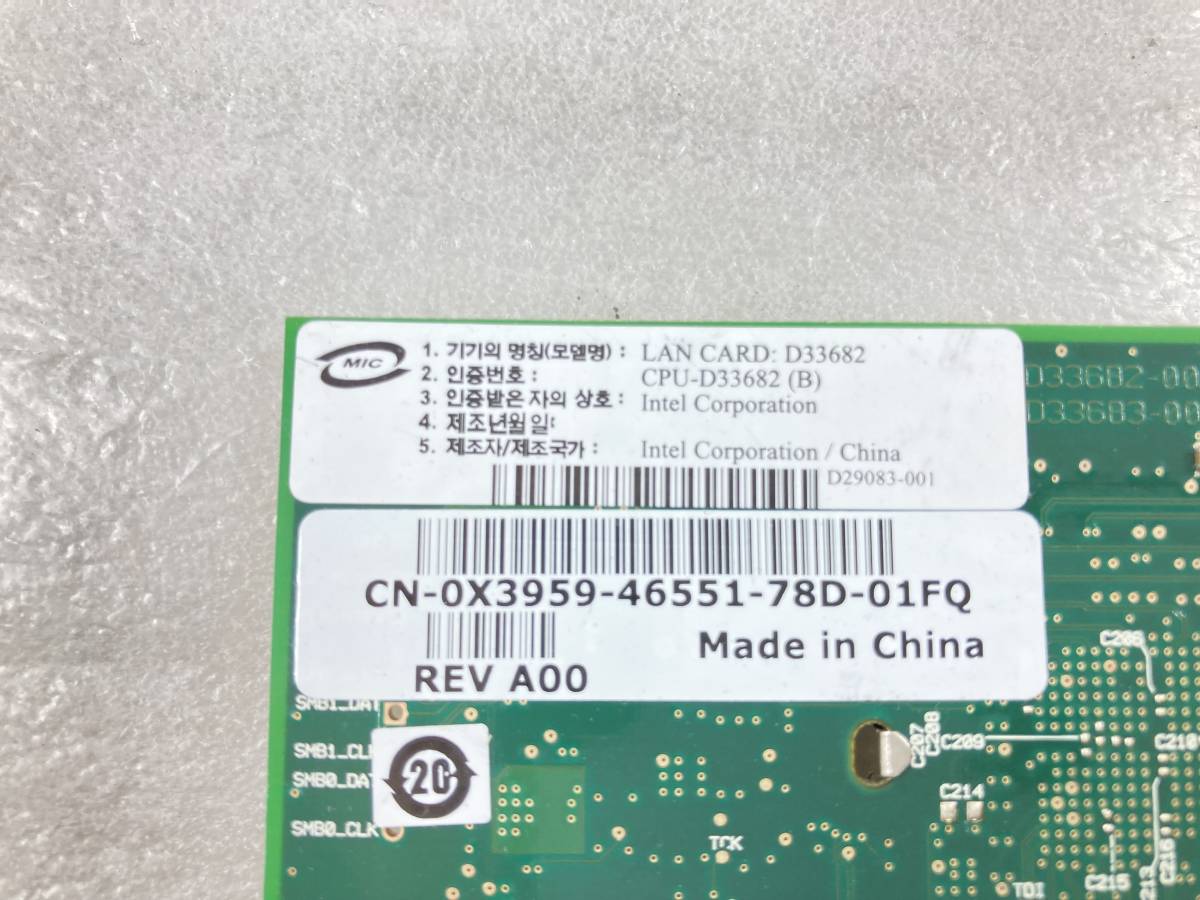 MIC
1. 기기의 명칭(모델명) : LAN CARD: D33682
2. 인증번호 : CPU-D33682 (B)
3. 인증받은 자의 상호 : Intel Corporation
4. 제조년월일:
5. 제조자/제조국가 : Intel Corporation / China
D29083-001
D33682-00
D33683-00
CN-0X3959-46551-78D-01FQ
Made in China
REV A00
SMB1_DAT
SMB1_CL
SMB0_DAT
SMB0_CLK
20
C206
C207
C208
C209
C210
C214
TCK
TDI
C215
C216
213